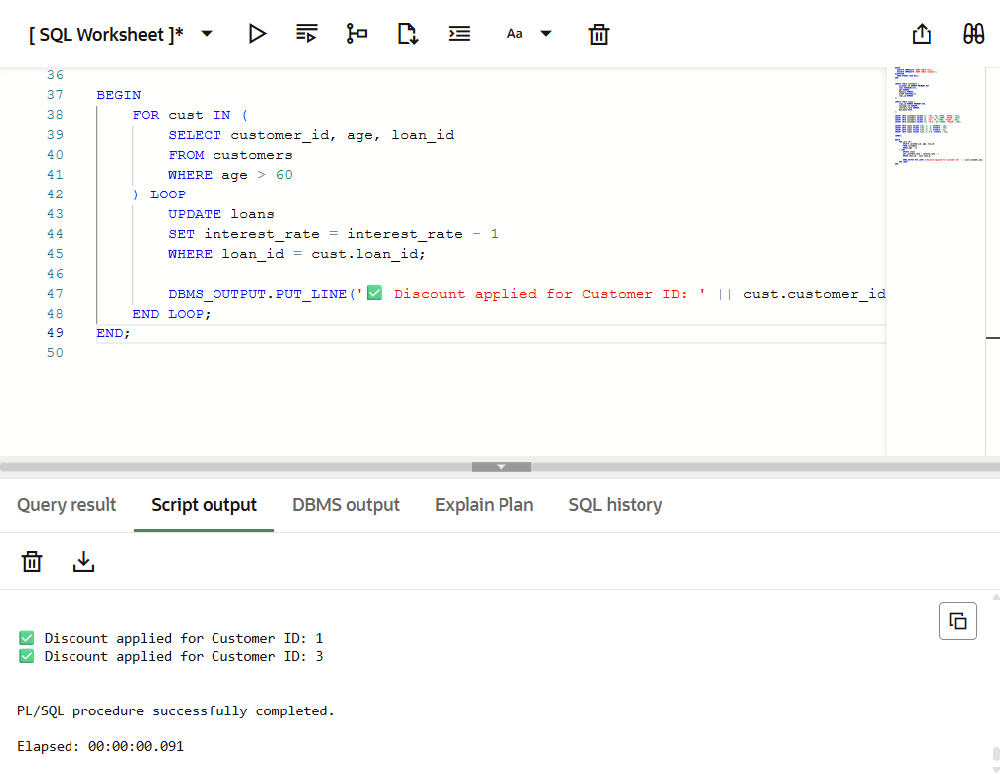 [ SQL Worksheet ]*
Aa
36
37 BEGIN
38 FOR cust IN (
39 SELECT customer_id, age, loan_id
40 FROM customers
41 WHERE age > 60
42 ) LOOP
43 UPDATE loans
44 SET interest_rate = interest_rate - 1
45 WHERE loan_id = cust.loan_id;
46
47 DBMS_OUTPUT.PUT_LINE('✅ Discount applied for Customer ID: ' || cust.customer_id
48 END LOOP;
49 END;
50
Query result Script output DBMS output Explain Plan SQL history
✅ Discount applied for Customer ID: 1
✅ Discount applied for Customer ID: 3
PL/SQL procedure successfully completed.
Elapsed: 00:00:00.091